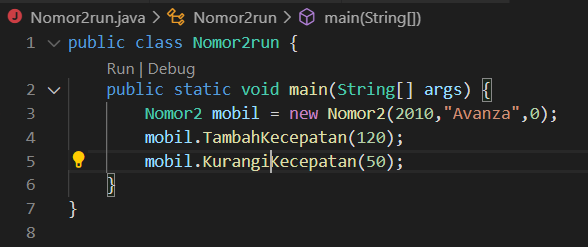 Nomor2run.java > Nomor2run > main(String[])
1 public class Nomor2run {
Run | Debug
2 public static void main(String[] args) {
3 Nomor2 mobil = new Nomor2(2010,"Avanza",0);
4 mobil.TambahKecepatan(120);
5 mobil.KurangiKecepatan(50);
6 }
7 }
8